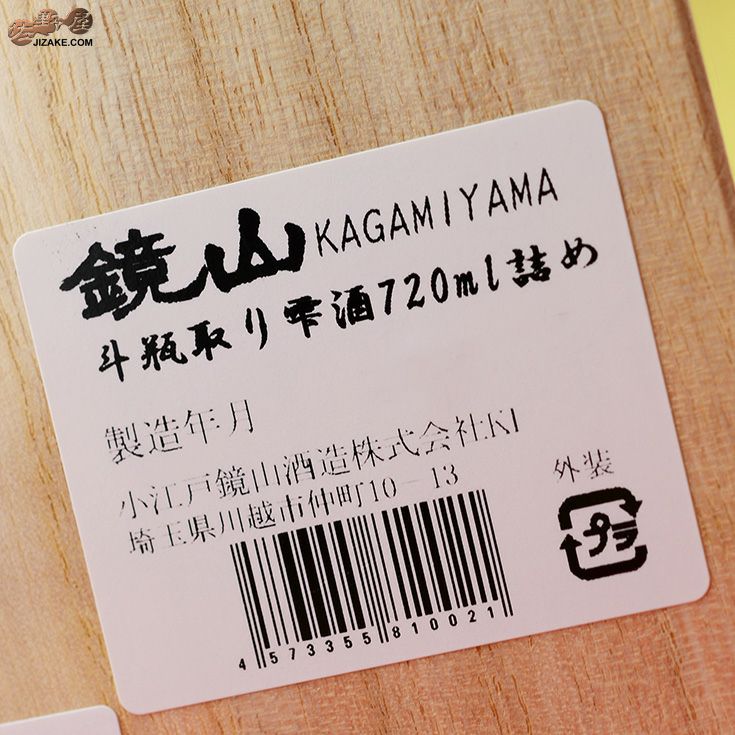 JIZAKE.COM
鏡山 KAGAMIYAMA
斗瓶取り雫酒720ml詰め
製造年月
小江戸鏡山酒造株式会社KI
埼玉県川越市仲町10-13
外装
プラ
4573355810021